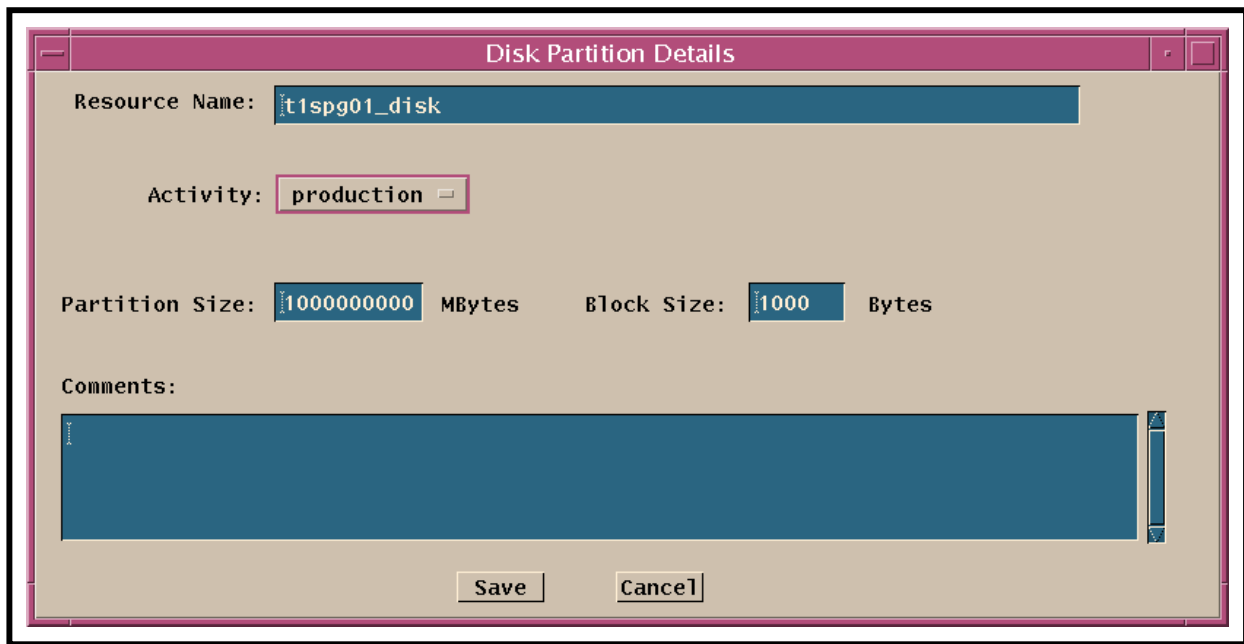 Disk Partition Details
Resource Name: t1spg01_disk
Activity: production
Partition Size: 1000000000 MBytes Block Size: 1000 Bytes
Comments:
Save Cancel